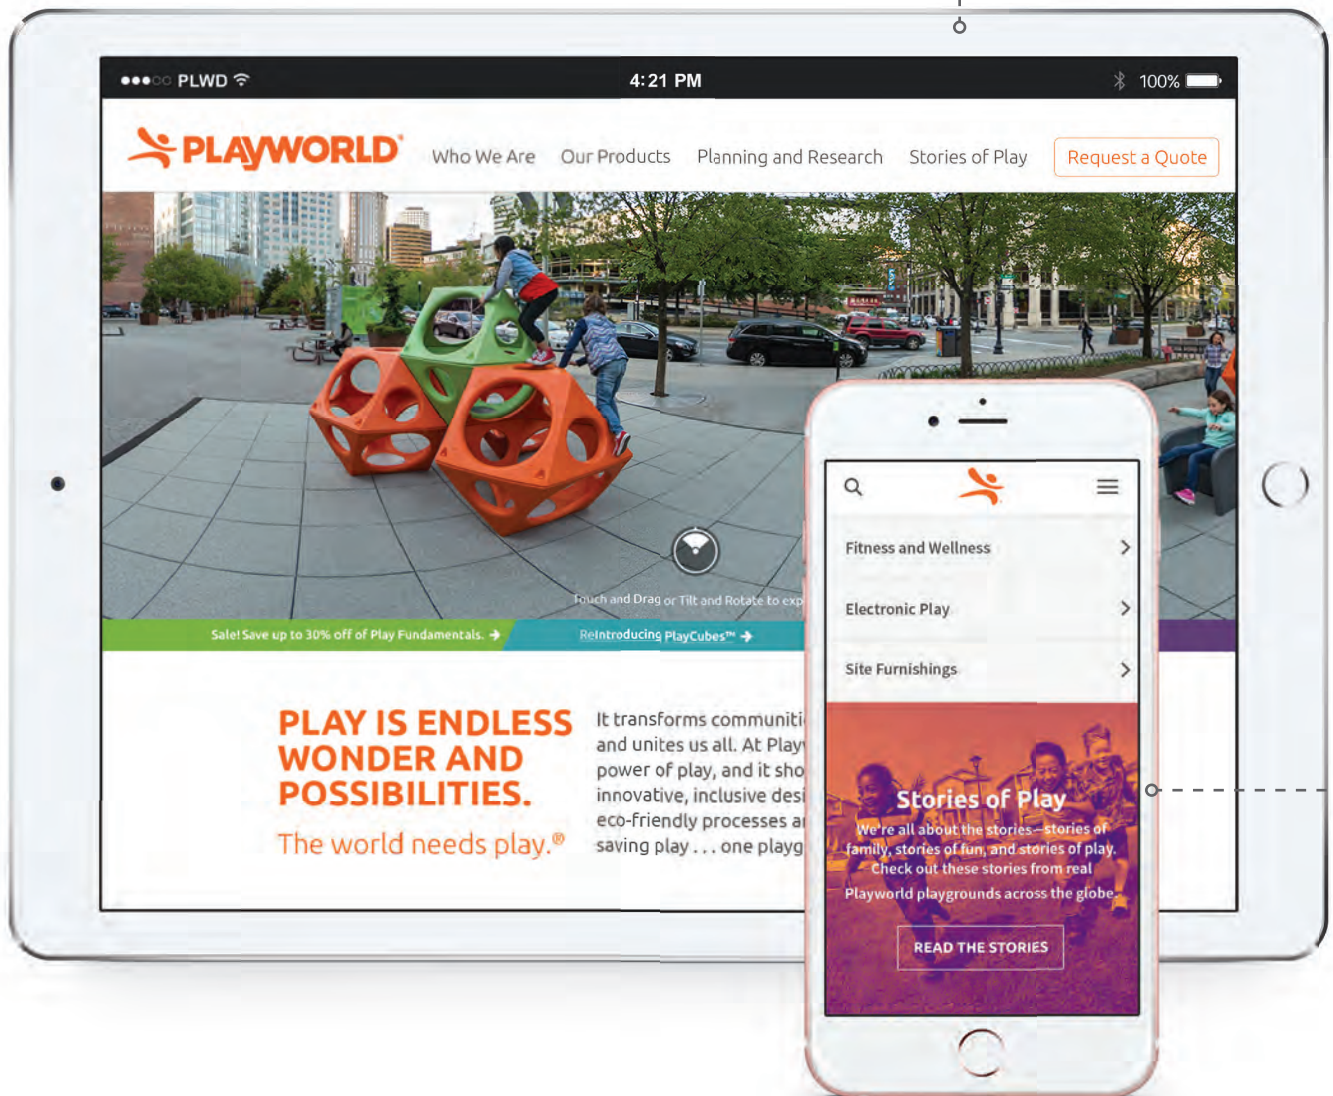 PLWD
4:21 PM
100%
PLAYWORLD®
Who We Are
Our Products
Planning and Research
Stories of Play
Request a Quote
Touch and Drag or Tilt and Rotate to exp
Sale! Save up to 30% off of Play Fundamentals. →
ReIntroducing PlayCubes™ →
PLAY IS ENDLESS
WONDER AND
POSSIBILITIES.
The world needs play.®
It transforms communiti
and unites us all. At Play
power of play, and it sho
innovative, inclusive desi
eco-friendly processes a
saving play . . . one playg
Fitness and Wellness
Electronic Play
Site Furnishings
Stories of Play
We're all about the stories—stories of
family, stories of fun, and stories of play.
Check out these stories from real
Playworld playgrounds across the globe.
READ THE STORIES